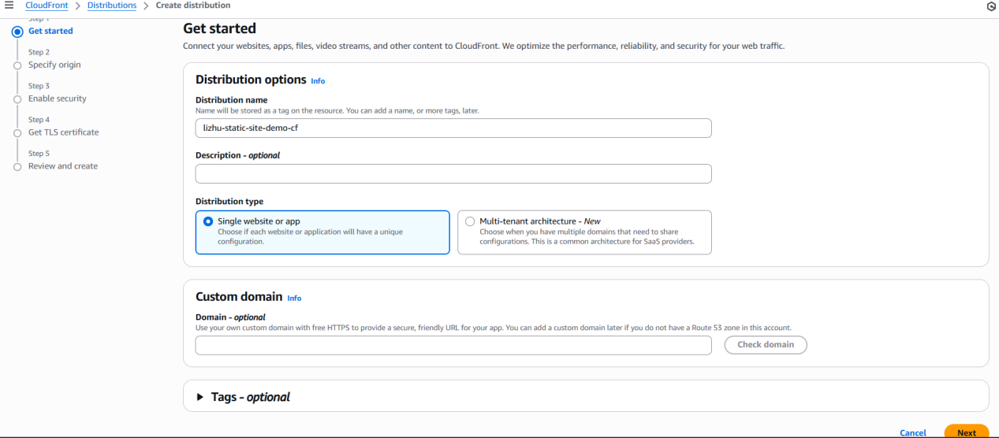 CloudFront > Distributions > Create distribution
Step 1
Get started
Step 2
Specify origin
Step 3
Enable security
Step 4
Get TLS certificate
Step 5
Review and create
Get started
Connect your websites, apps, files, video streams, and other content to CloudFront. We optimize the performance, reliability, and security for your web traffic.
Distribution options Info
Distribution name
Name will be stored as a tag on the resource. You can add a name, or more tags, later.
lizhu-static-site-demo-cf
Description - optional
Distribution type
Single website or app
Choose if each website or application will have a unique
configuration.
Multi-tenant architecture - New
Choose when you have multiple domains that need to share
configurations. This is a common architecture for SaaS providers.
Custom domain Info
Domain - optional
Use your own custom domain with free HTTPS to provide a secure, friendly URL for your app. You can add a custom domain later if you do not have a Route 53 zone in this account.
Check domain
Tags - optional
Cancel
Next